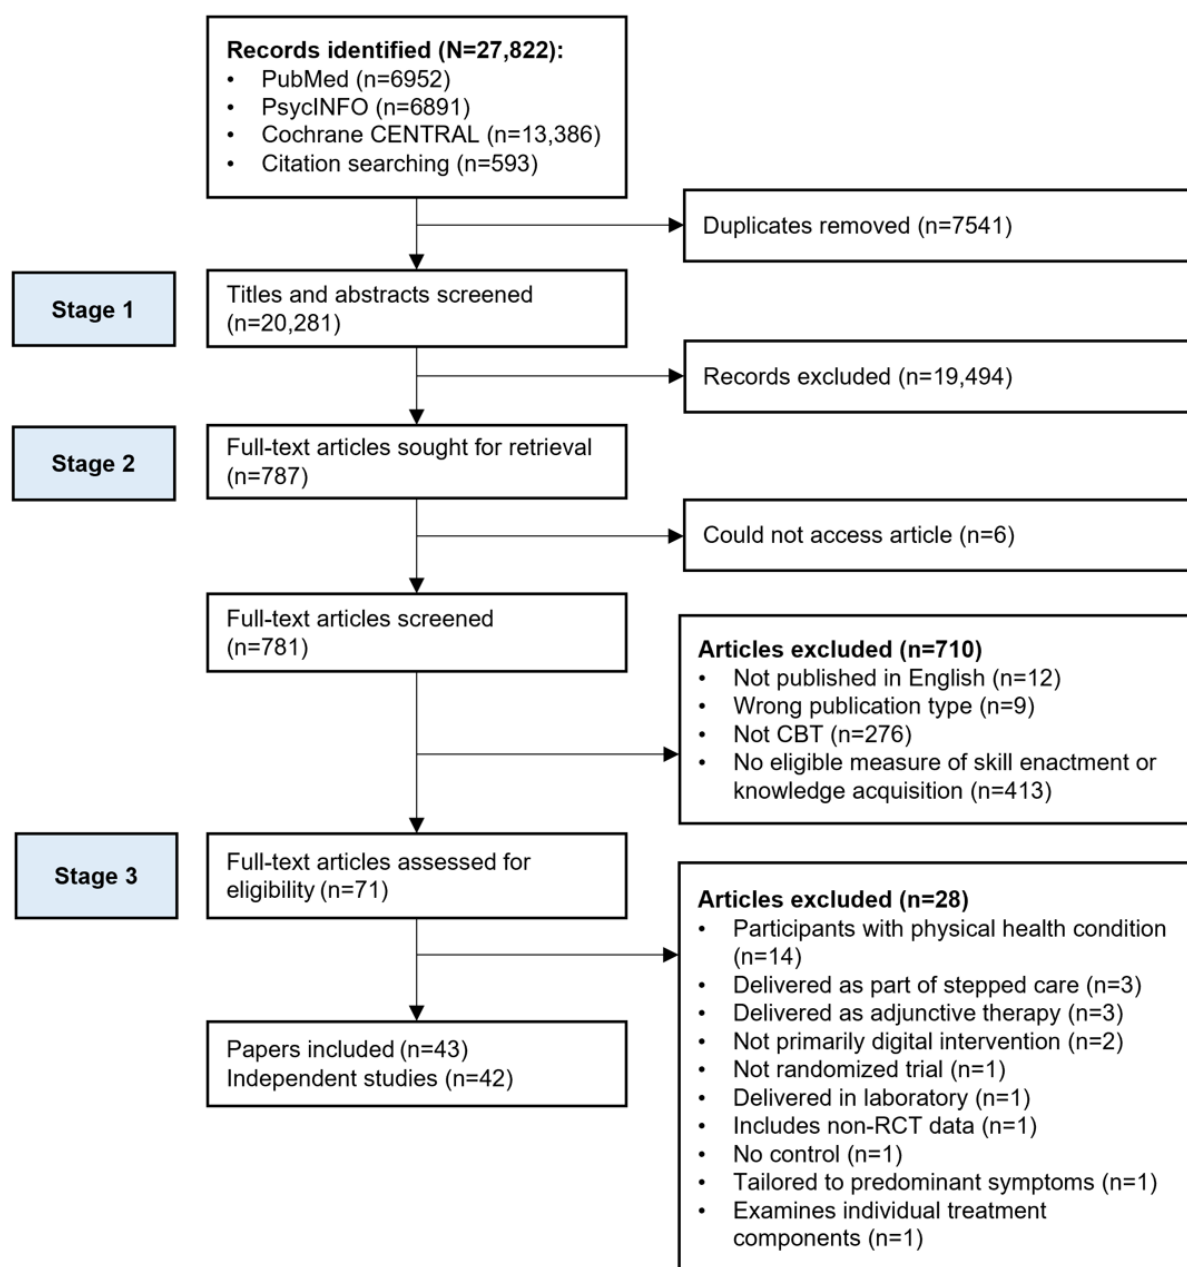 Records identified (N=27,822):
• PubMed (n=6952)
• PsycINFO (n=6891)
• Cochrane CENTRAL (n=13,386)
• Citation searching (n=593)
Duplicates removed (n=7541)
Stage 1
Titles and abstracts screened
(n=20,281)
Records excluded (n=19,494)
Stage 2
Full-text articles sought for retrieval
(n=787)
Could not access article (n=6)
Full-text articles screened
(n=781)
Articles excluded (n=710)
• Not published in English (n=12)
• Wrong publication type (n=9)
• Not CBT (n=276)
• No eligible measure of skill enactment or
knowledge acquisition (n=413)
Stage 3
Full-text articles assessed for
eligibility (n=71)
Articles excluded (n=28)
• Participants with physical health condition
(n=14)
• Delivered as part of stepped care (n=3)
• Delivered as adjunctive therapy (n=3)
• Not primarily digital intervention (n=2)
• Not randomized trial (n=1)
• Delivered in laboratory (n=1)
• Includes non-RCT data (n=1)
• No control (n=1)
• Tailored to predominant symptoms (n=1)
• Examines individual treatment
components (n=1)
Papers included (n=43)
Independent studies (n=42)